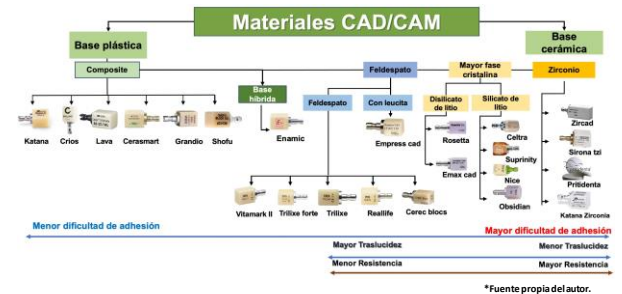 Materiales CAD/CAM
Base plástica
Base cerámica
Composite
Base híbrida
Feldespato
Mayor fase cristalina
Zirconio
Feldespato
Con leucita
Disilicato de litio
Silicato de litio
Katana
Crios
Lava
Cerasmart
Grandio
Shofu
Enamic
Empress cad
Rosetta
Emax cad
Celtra
Suprinity
Nice
Obsidian
Zircad
Sirona tzi
Pritidenta
Katana Zirconia
Vitamark II
Trilixe forte
Trilixe
Reallife
Cerec blocs
Menor dificultad de adhesión
Mayor dificultad de adhesión
Mayor Traslucidez
Menor Traslucidez
Menor Resistencia
Mayor Resistencia
*Fuente propia del autor.